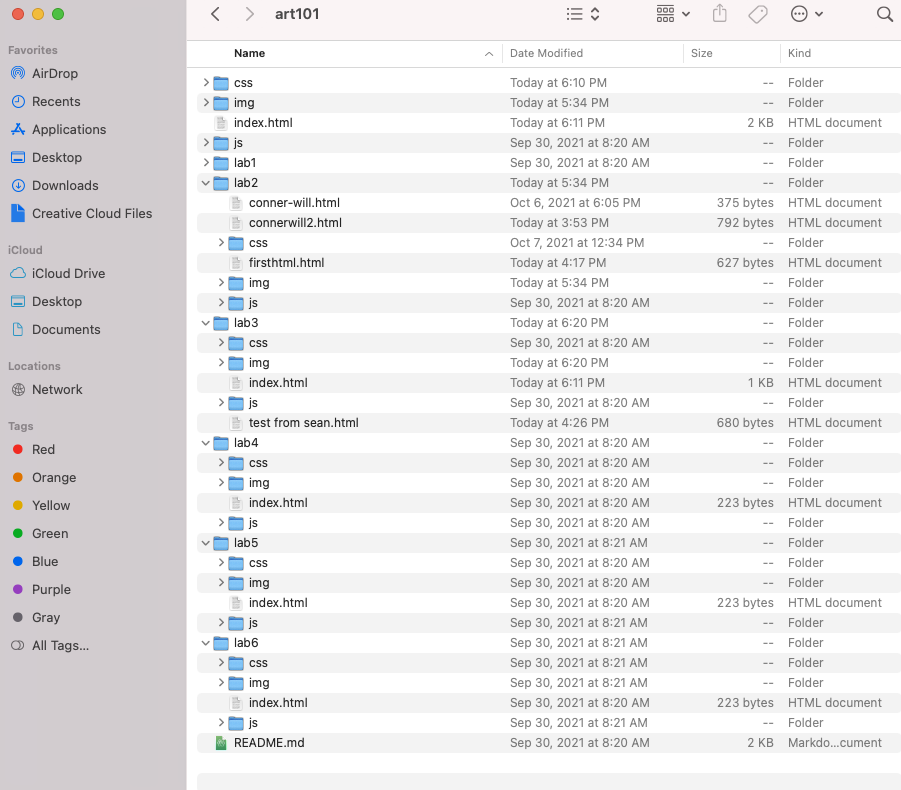 art101
Favorites
AirDrop
Recents
Applications
Desktop
Downloads
Creative Cloud Files
iCloud
iCloud Drive
Desktop
Documents
Locations
Network
Tags
Red
Orange
Yellow
Green
Blue
Purple
Gray
All Tags...
Name Date Modified Size Kind
css Today at 6:10 PM -- Folder
img Today at 5:34 PM -- Folder
index.html Today at 6:11 PM 2 KB HTML document
js Sep 30, 2021 at 8:20 AM -- Folder
lab1 Sep 30, 2021 at 8:20 AM -- Folder
lab2 Today at 5:34 PM -- Folder
conner-will.html Oct 6, 2021 at 6:05 PM 375 bytes HTML document
connerwill2.html Today at 3:53 PM 792 bytes HTML document
css Oct 7, 2021 at 12:34 PM -- Folder
firsthtml.html Today at 4:17 PM 627 bytes HTML document
img Today at 5:34 PM -- Folder
js Sep 30, 2021 at 8:20 AM -- Folder
lab3 Today at 6:20 PM -- Folder
css Sep 30, 2021 at 8:20 AM -- Folder
img Today at 6:20 PM -- Folder
index.html Today at 6:11 PM 1 KB HTML document
js Sep 30, 2021 at 8:20 AM -- Folder
test from sean.html Today at 4:26 PM 680 bytes HTML document
lab4 Sep 30, 2021 at 8:20 AM -- Folder
css Sep 30, 2021 at 8:20 AM -- Folder
img Sep 30, 2021 at 8:20 AM -- Folder
index.html Sep 30, 2021 at 8:20 AM 223 bytes HTML document
js Sep 30, 2021 at 8:20 AM -- Folder
lab5 Sep 30, 2021 at 8:21 AM -- Folder
css Sep 30, 2021 at 8:20 AM -- Folder
img Sep 30, 2021 at 8:20 AM -- Folder
index.html Sep 30, 2021 at 8:20 AM 223 bytes HTML document
js Sep 30, 2021 at 8:21 AM -- Folder
lab6 Sep 30, 2021 at 8:21 AM -- Folder
css Sep 30, 2021 at 8:21 AM -- Folder
img Sep 30, 2021 at 8:21 AM -- Folder
index.html Sep 30, 2021 at 8:20 AM 223 bytes HTML document
js Sep 30, 2021 at 8:21 AM -- Folder
README.md Sep 30, 2021 at 8:20 AM 2 KB Markdo...cument